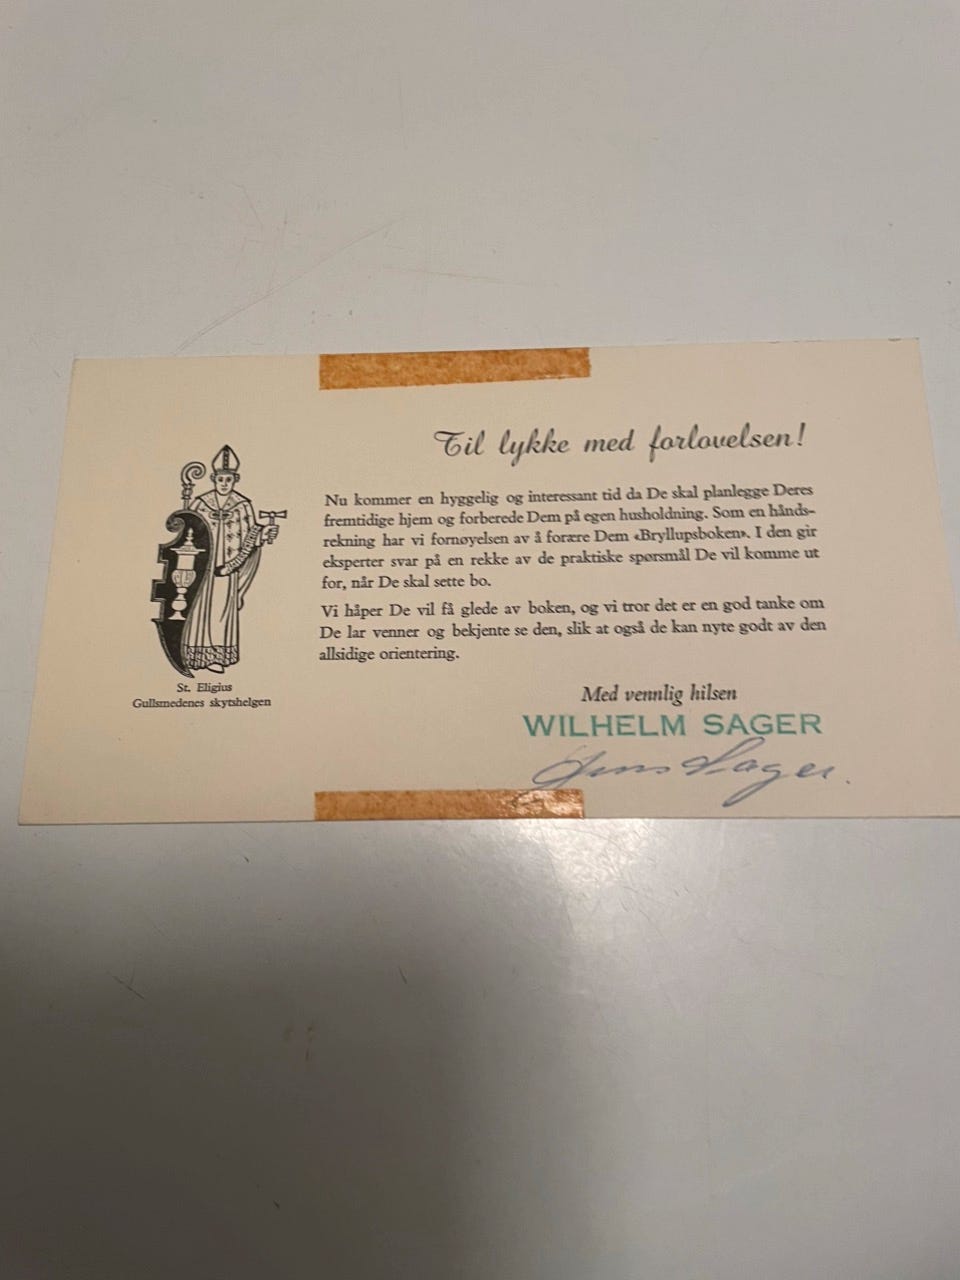 Til lykke med forlovelsen!
Nu kommer en hyggelig og interessant tid da De skal planlegge Deres
fremtidige hjem og forberede Dem på egen husholdning. Som en hånds-
rekning har vi fornøyelsen av å forære Dem «Bryllupsboken». I den gir
eksperter svar på en rekke av de praktiske spørsmål De vil komme ut
for, når De skal sette bo.
Vi håper De vil få glede av boken, og vi tror det er en god tanke om
De lar venner og bekjente se den, slik at også de kan nyte godt av den
allsidige orientering.
St. Eligius
Gullsmedenes skytshelgen
Med vennlig hilsen
WILHELM SAGER
Sager.